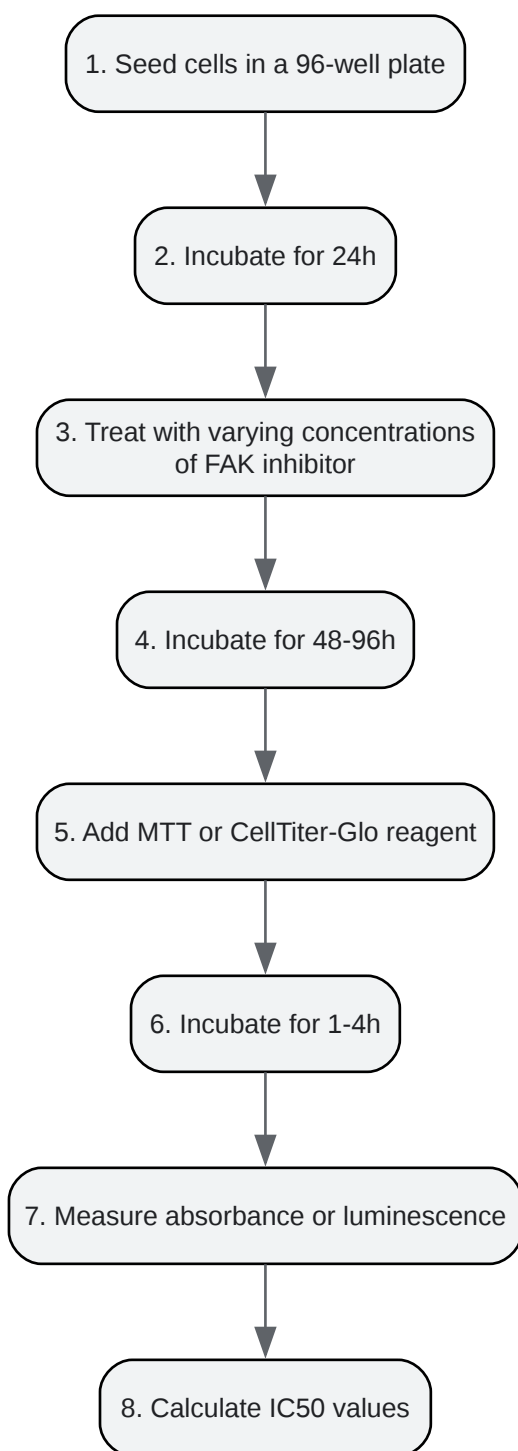 1. Seed cells in a 96-well plate
2. Incubate for 24h
3. Treat with varying concentrations
of FAK inhibitor
4. Incubate for 48-96h
5. Add MTT or CellTiter-Glo reagent
6. Incubate for 1-4h
7. Measure absorbance or luminescence
8. Calculate IC50 values